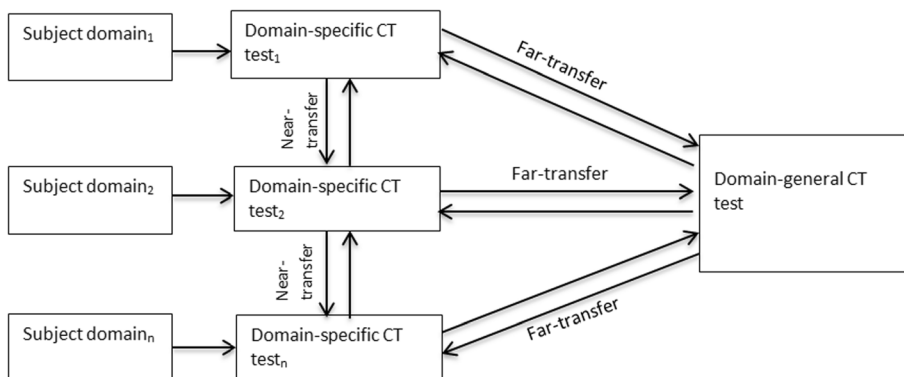 Subject domain₁
Domain-specific CT
test₁
Far-transfer
Near-
transfer
Subject domain₂
Domain-specific CT
test₂
Far-transfer
Domain-general CT
test
Near-
transfer
Subject domainₙ
Domain-specific CT
testₙ
Far-transfer